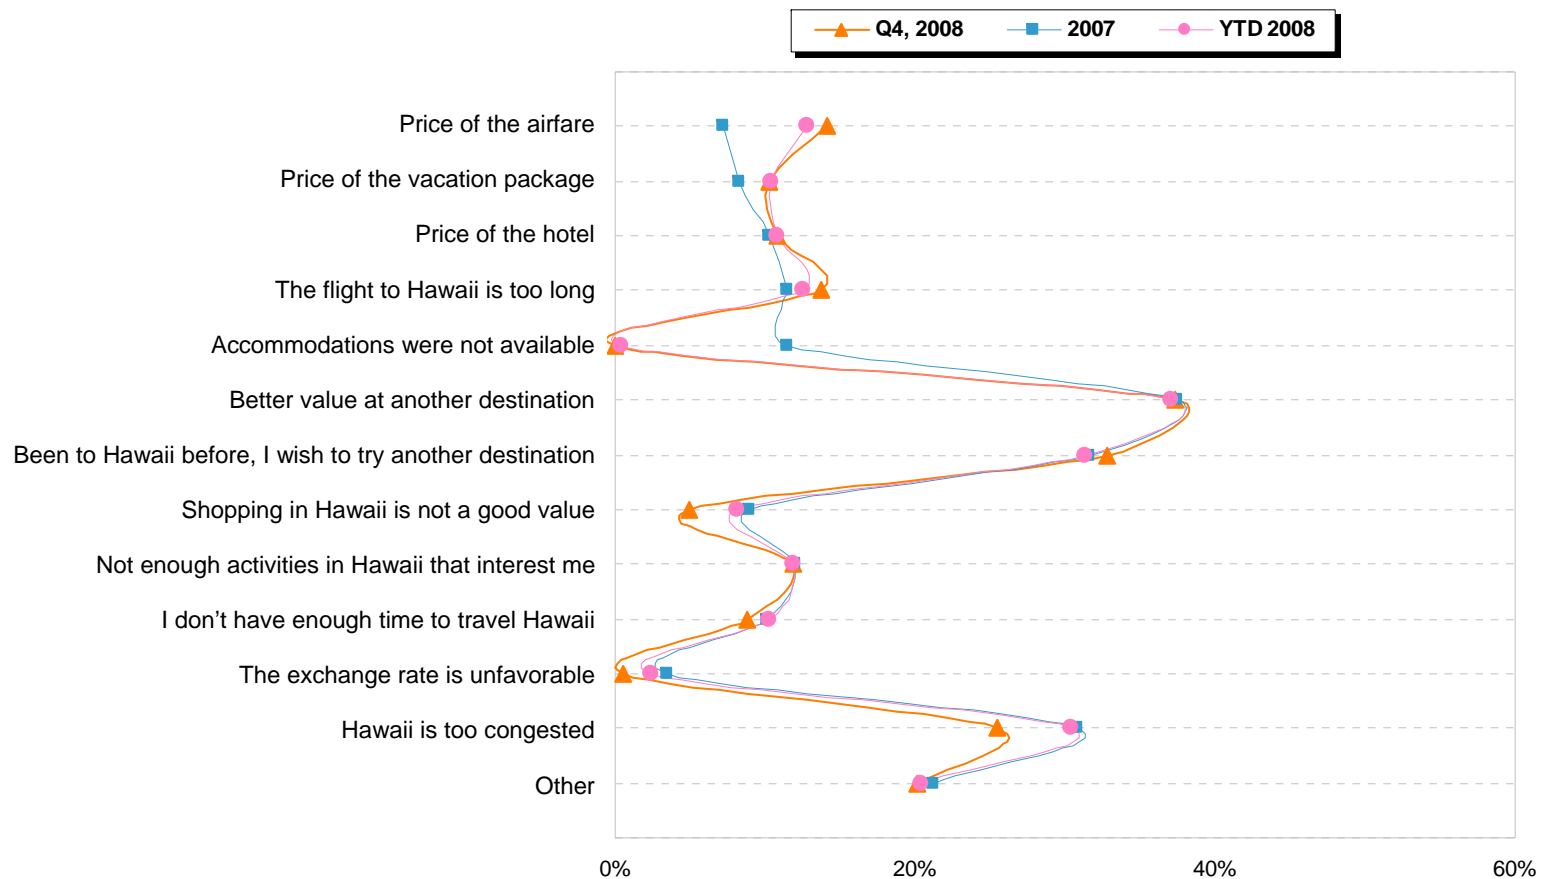 Q4, 2008 2007 YTD 2008
Price of the airfare
Price of the vacation package
Price of the hotel
The flight to Hawaii is too long
Accommodations were not available
Better value at another destination
Been to Hawaii before, I wish to try another destination
Shopping in Hawaii is not a good value
Not enough activities in Hawaii that interest me
I don’t have enough time to travel Hawaii
The exchange rate is unfavorable
Hawaii is too congested
Other
0% 20% 40% 60%